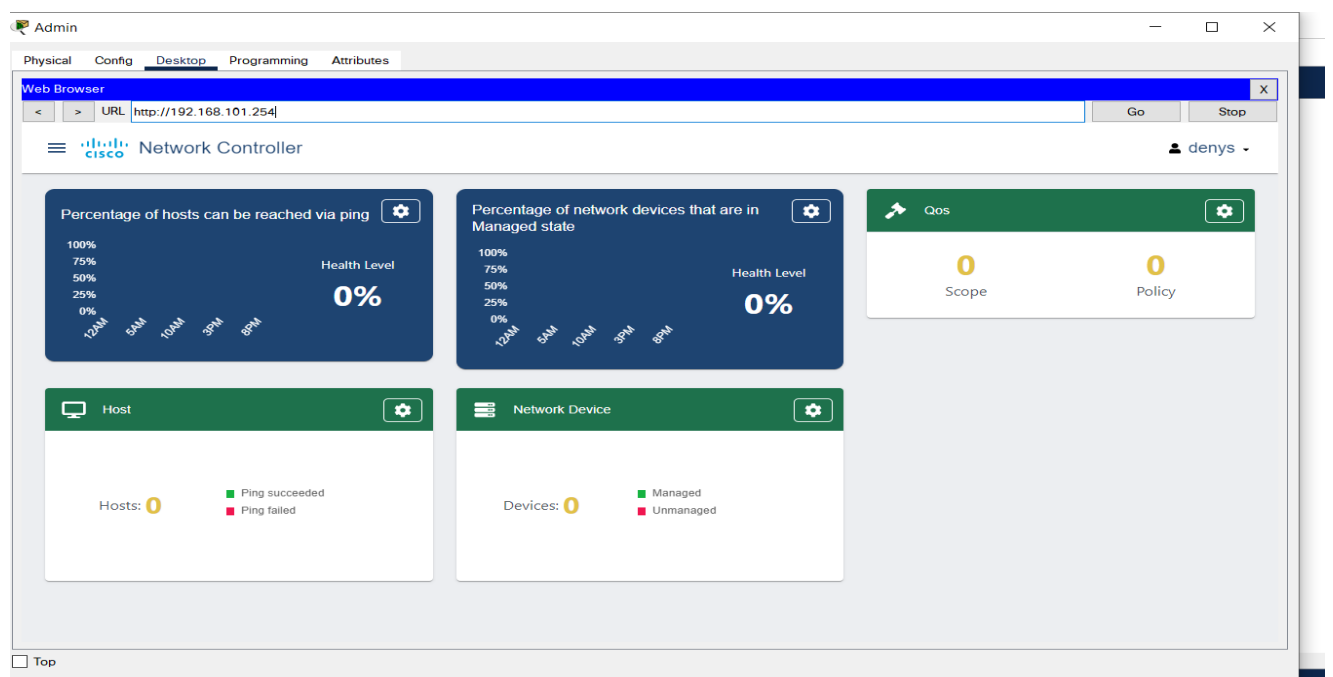 Admin
Physical Config Desktop Programming Attributes
Web Browser X
< > URL http://192.168.101.254 Go Stop
cisco Network Controller denys
Percentage of hosts can be reached via ping
100%
75%
50%
25%
0%
12AM 5AM 10AM 3PM 8PM
Health Level
0%
Percentage of network devices that are in
Managed state
100%
75%
50%
25%
0%
12AM 5AM 10AM 3PM 8PM
Health Level
0%
Qos
0 0
Scope Policy
Host
Hosts: 0
Ping succeeded
Ping failed
Network Device
Devices: 0
Managed
Unmanaged
Top